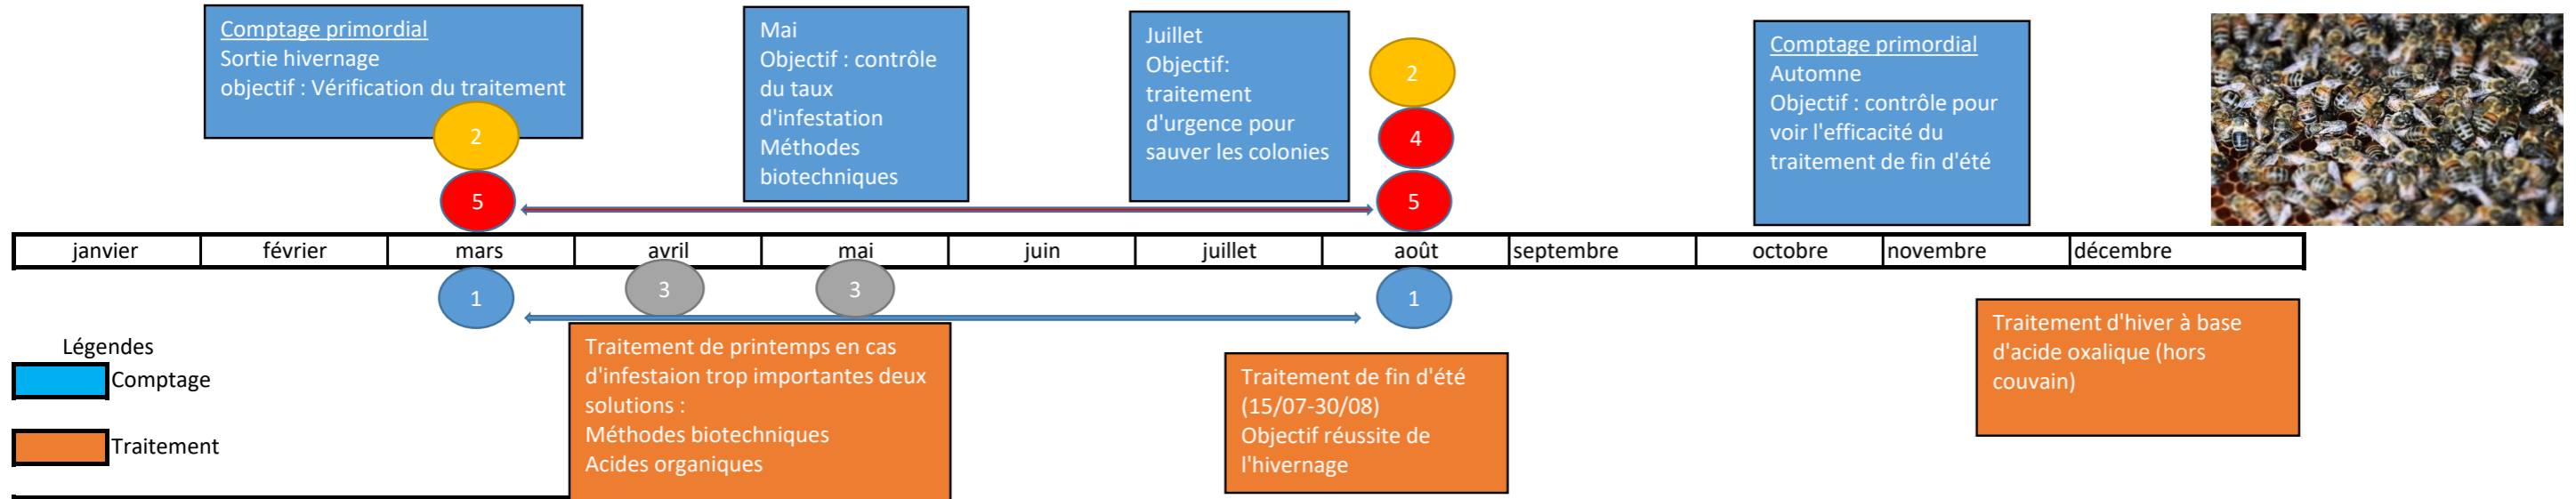 Comptage primordial
Sortie hivernage
objectif : Vérification du traitement
2
5
Mai
Objectif : contrôle
du taux
d'infestation
Méthodes
biotechniques
Juillet
Objectif:
traitement
d'urgence pour
sauver les colonies
2
4
5
Comptage primordial
Automne
Objectif : contrôle pour
voir l'efficacité du
traitement de fin d'été
janvier février mars avril mai juin juillet août septembre octobre novembre décembre
1
3
3
1
Légendes
Comptage
Traitement
Traitement de printemps en cas
d'infestaion trop importantes deux
solutions :
Méthodes biotechniques
Acides organiques
Traitement de fin d'été
(15/07-30/08)
Objectif réussite de
l'hivernage
Traitement d'hiver à base
d'acide oxalique (hors
couvain)